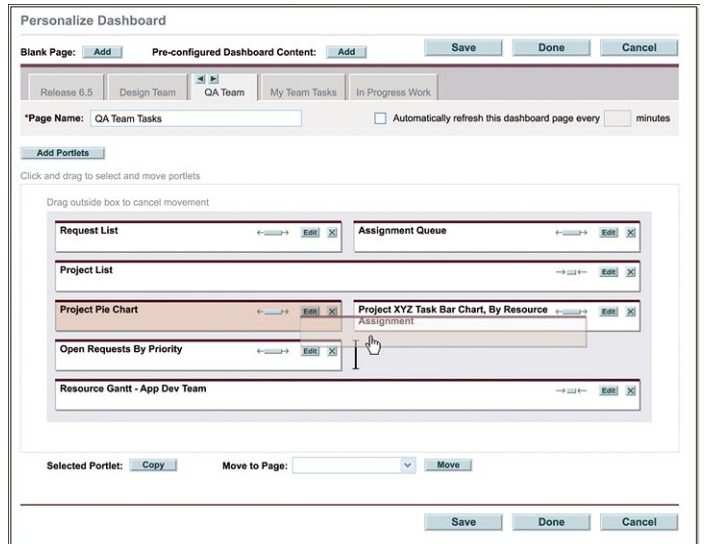 Personalize Dashboard
Blank Page: Add Pre-configured Dashboard Content: Add Save Done Cancel
Release 6.5 Design Team QA Team My Team Tasks In Progress Work
*Page Name: QA Team Tasks Automatically refresh this dashboard page every minutes
Add Portlets
Click and drag to select and move portlets
Drag outside box to cancel movement
Request List Edit Assignment Queue Edit
Project List Edit
Project Pie Chart Edit Project XYZ Task Bar Chart, By Resource Edit
Assignment
Open Requests By Priority Edit
Resource Gantt - App Dev Team Edit
Selected Portlet: Copy Move to Page: Move
Save Done Cancel